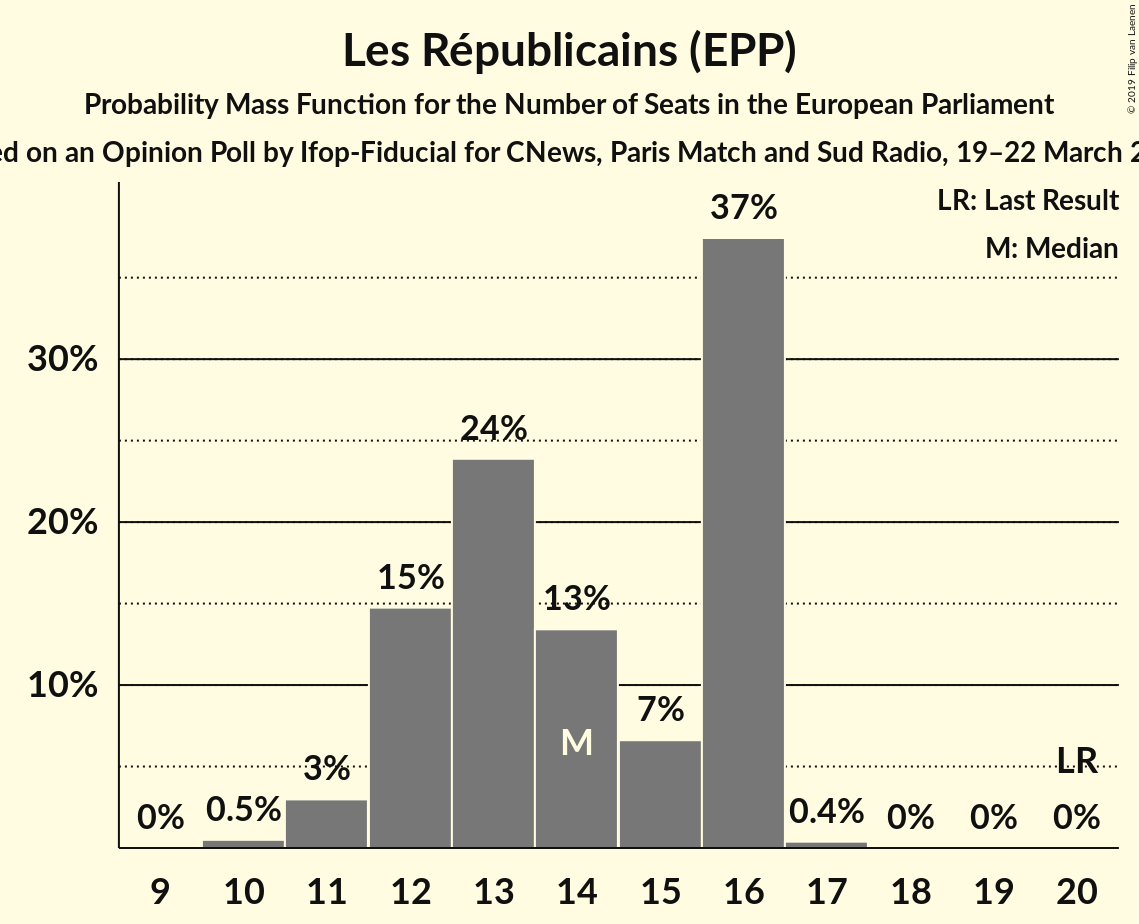 Les Républicains (EPP)
Probability Mass Function for the Number of Seats in the European Parliament
ed on an Opinion Poll by Ifop-Fiducial for CNews, Paris Match and Sud Radio, 19–22 March 2
© 2019 Filip van Laenen
LR: Last Result
M: Median
37%
30%
24%
20%
15%
13%
10%
7%
M
3%
LR
0%
0.5%
0.4%
0%
0%
0%
9 10 11 12 13 14 15 16 17 18 19 20